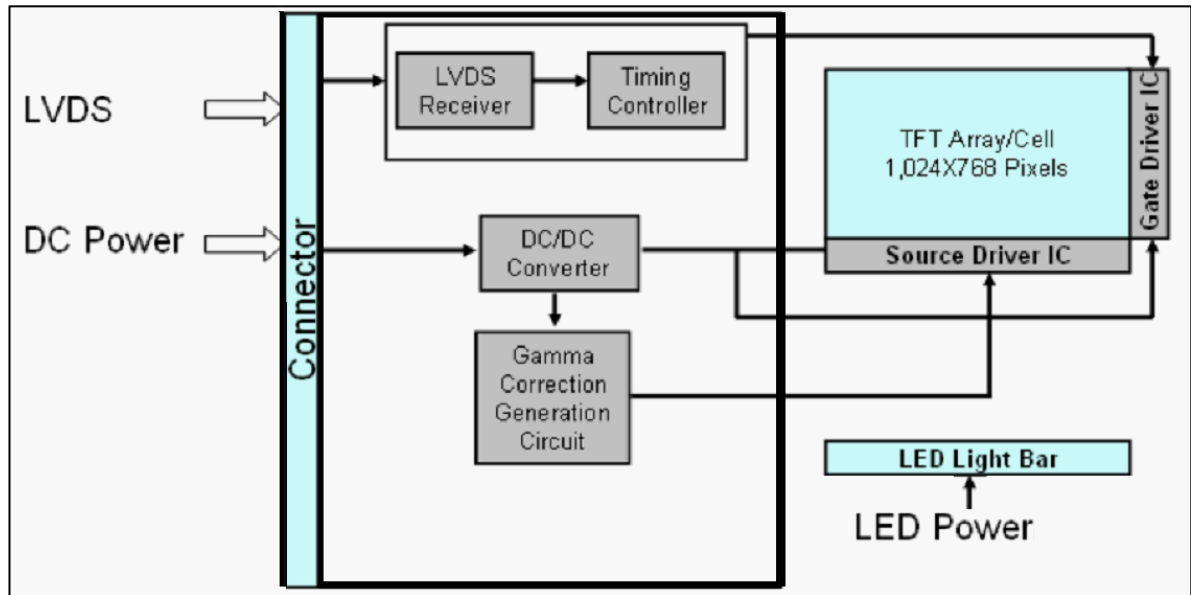 LVDS
DC Power
Connector
LVDS
Receiver
Timing
Controller
DC/DC
Converter
Gamma
Correction
Generation
Circuit
TFT Array/Cell
1,024X768 Pixels
Gate Driver IC
Source Driver IC
LED Light Bar
LED Power